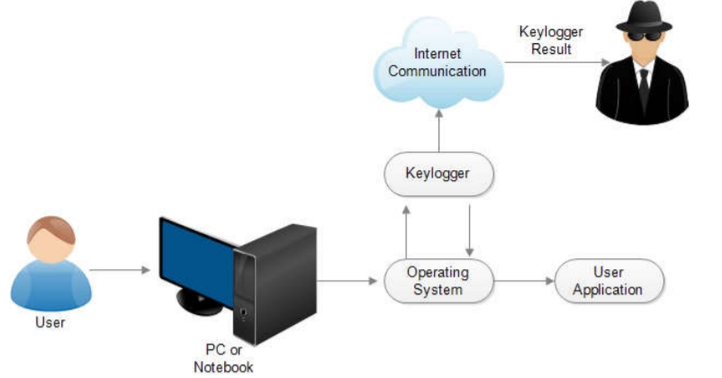 Internet
Communication
Keylogger
Result
Keylogger
Operating
System
User
Application
User
PC or
Notebook